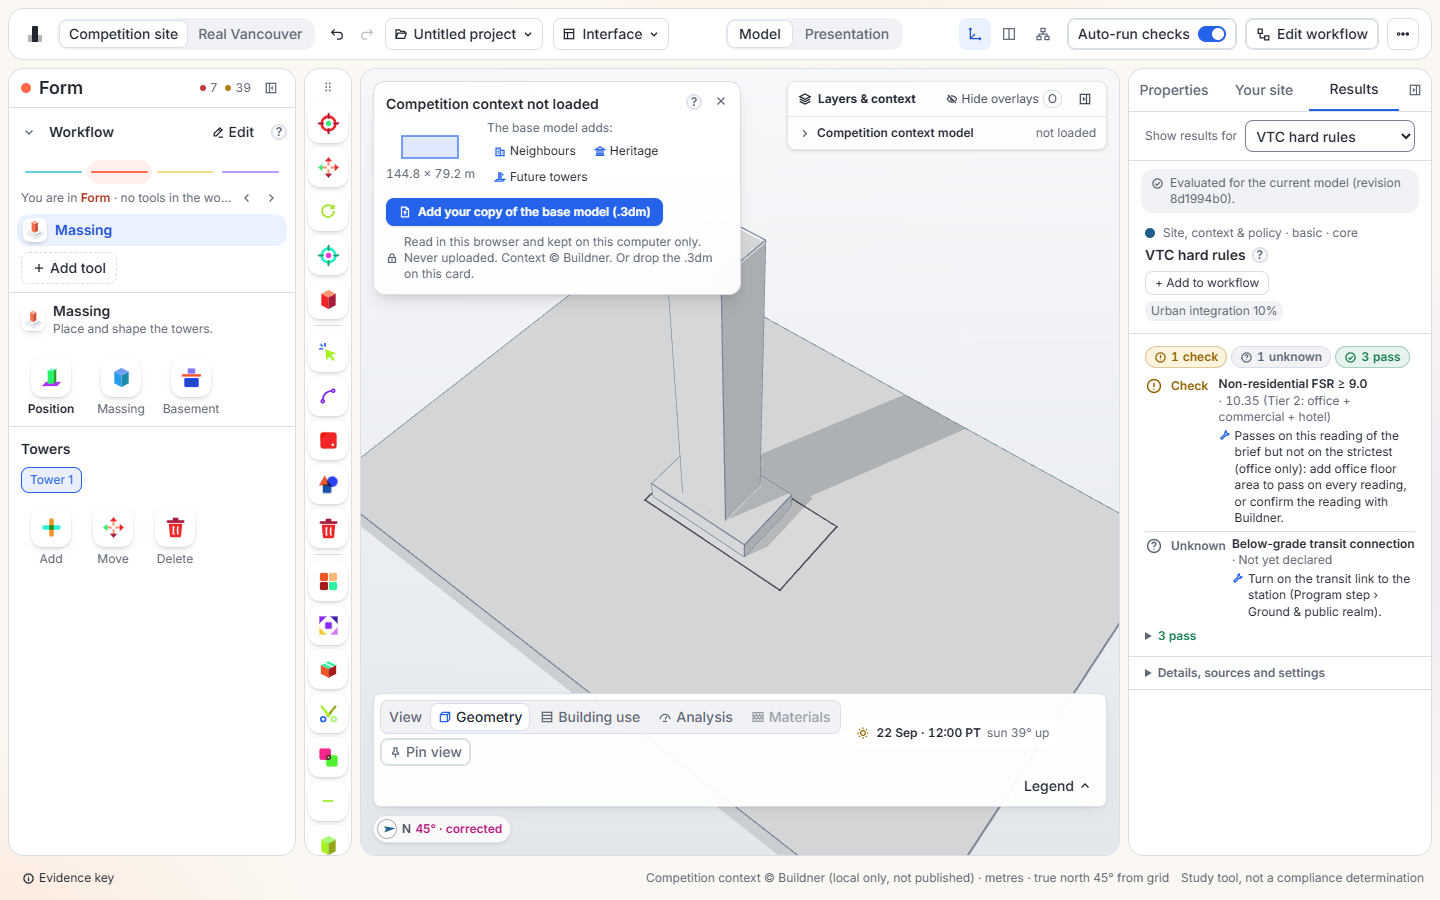 Competition site
Real Vancouver
Untitled project
Interface
Model
Presentation
Auto-run checks
Edit workflow
Form
7
39
Workflow
Edit
?
You are in Form · no tools in the wo...
Massing
+ Add tool
Massing
Place and shape the towers.
Position
Massing
Basement
Towers
Tower 1
Add
Move
Delete
Competition context not loaded
?
144.8 × 79.2 m
The base model adds:
Neighbours
Heritage
Future towers
Add your copy of the base model (.3dm)
Read in this browser and kept on this computer only.
Never uploaded. Context © Buildner. Or drop the .3dm
on this card.
Layers & context
Hide overlays
O
Competition context model
not loaded
View
Geometry
Building use
Analysis
Materials
Pin view
22 Sep · 12:00 PT
sun 39° up
Legend
N 45° · corrected
Properties
Your site
Results
Show results for
VTC hard rules
Evaluated for the current model (revision
8d1994b0).
Site, context & policy · basic · core
VTC hard rules
?
+ Add to workflow
Urban integration 10%
1 check
1 unknown
3 pass
Check
Non-residential FSR ≥ 9.0
· 10.35 (Tier 2: office +
commercial + hotel)
Passes on this reading of the
brief but not on the strictest
(office only): add office floor
area to pass on every reading,
or confirm the reading with
Buildner.
Unknown
Below-grade transit connection
· Not yet declared
Turn on the transit link to the
station (Program step ›
Ground & public realm).
3 pass
Details, sources and settings
Evidence key
Competition context © Buildner (local only, not published) · metres · true north 45° from grid
Study tool, not a compliance determination